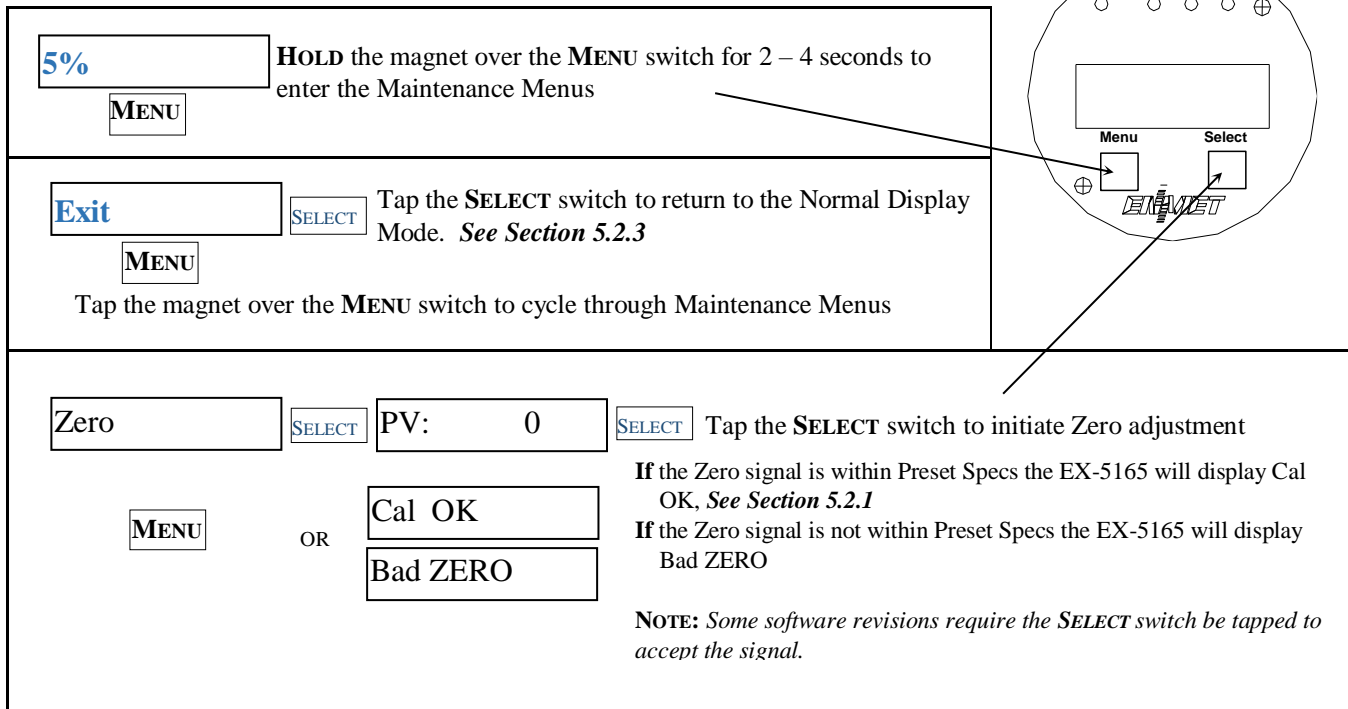 5%
HOLD the magnet over the MENU switch for 2 – 4 seconds to
enter the Maintenance Menus
MENU
Menu Select
ENMET
Exit
SELECT
Tap the SELECT switch to return to the Normal Display
Mode. See Section 5.2.3
MENU
Tap the magnet over the MENU switch to cycle through Maintenance Menus
Zero
SELECT
PV: 0
SELECT
Tap the SELECT switch to initiate Zero adjustment
If the Zero signal is within Preset Specs the EX-5165 will display Cal
OK, See Section 5.2.1
If the Zero signal is not within Preset Specs the EX-5165 will display
Bad ZERO
MENU
OR
Cal OK
Bad ZERO
NOTE: Some software revisions require the SELECT switch be tapped to
accept the signal.